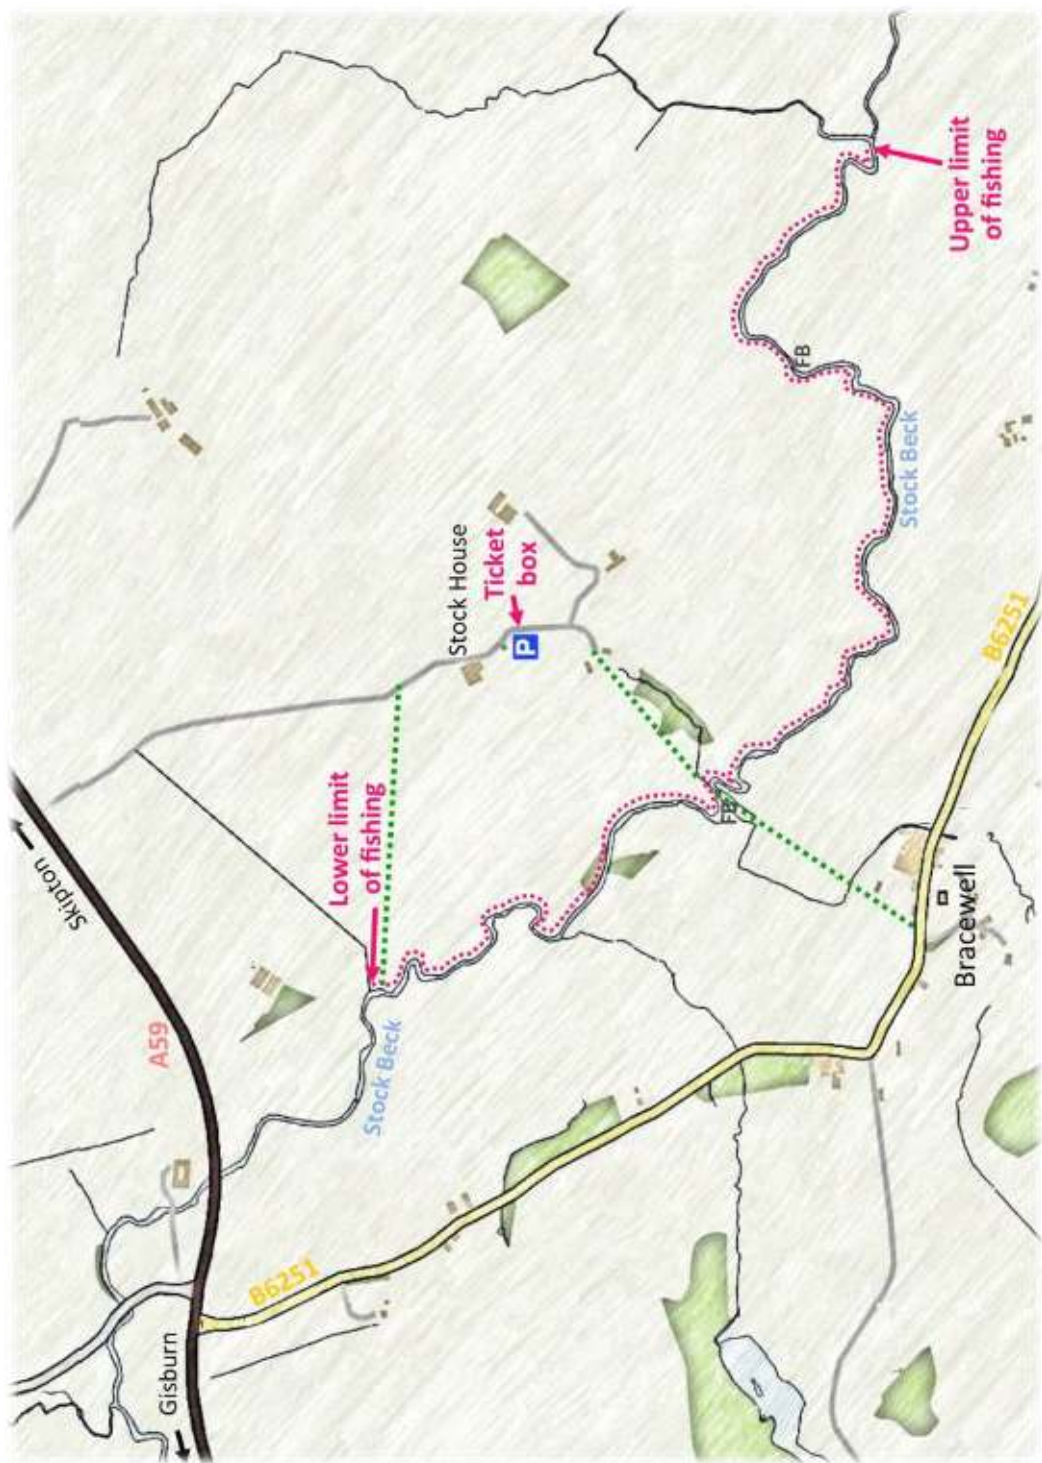 Skipton
A59
Gisburn
B6251
Lower limit
of fishing
Stock Beck
Stock House
Ticket
box
P
FB
FB
Stock Beck
Upper limit
of fishing
Bracewell
B6251